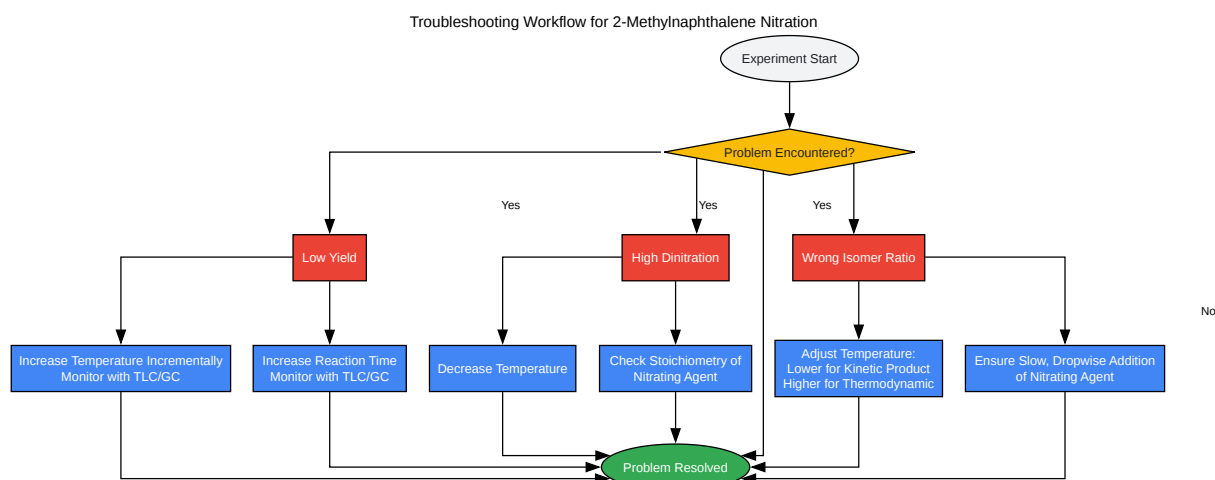 Troubleshooting Workflow for 2-Methylnaphthalene Nitration
Experiment Start
Problem Encountered?
Yes
Yes
Yes
No
Low Yield
High Dinitration
Wrong Isomer Ratio
Increase Temperature Incrementally
Monitor with TLC/GC
Increase Reaction Time
Monitor with TLC/GC
Decrease Temperature
Check Stoichiometry of
Nitrating Agent
Adjust Temperature:
Lower for Kinetic Product
Higher for Thermodynamic
Ensure Slow, Dropwise Addition
of Nitrating Agent
Problem Resolved